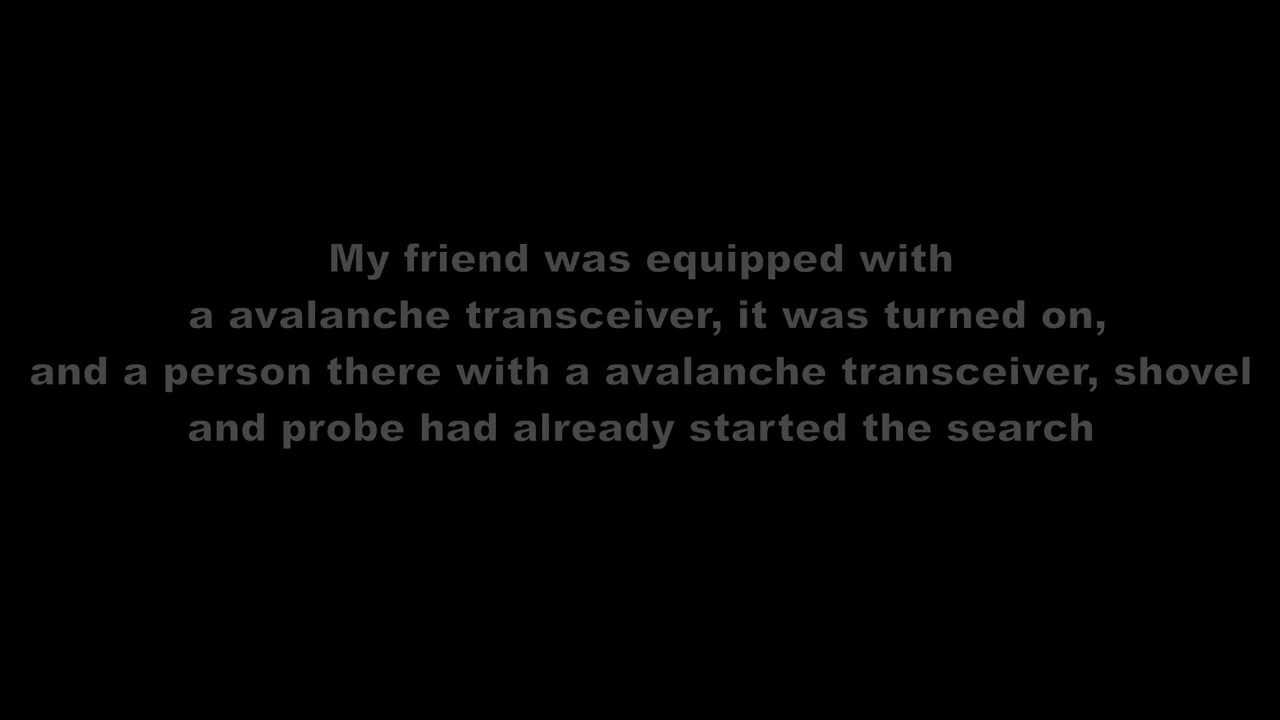 My friend was equipped with
a avalanche transceiver, it was turned on,
and a person there with a avalanche transceiver, shovel
and probe had already started the search